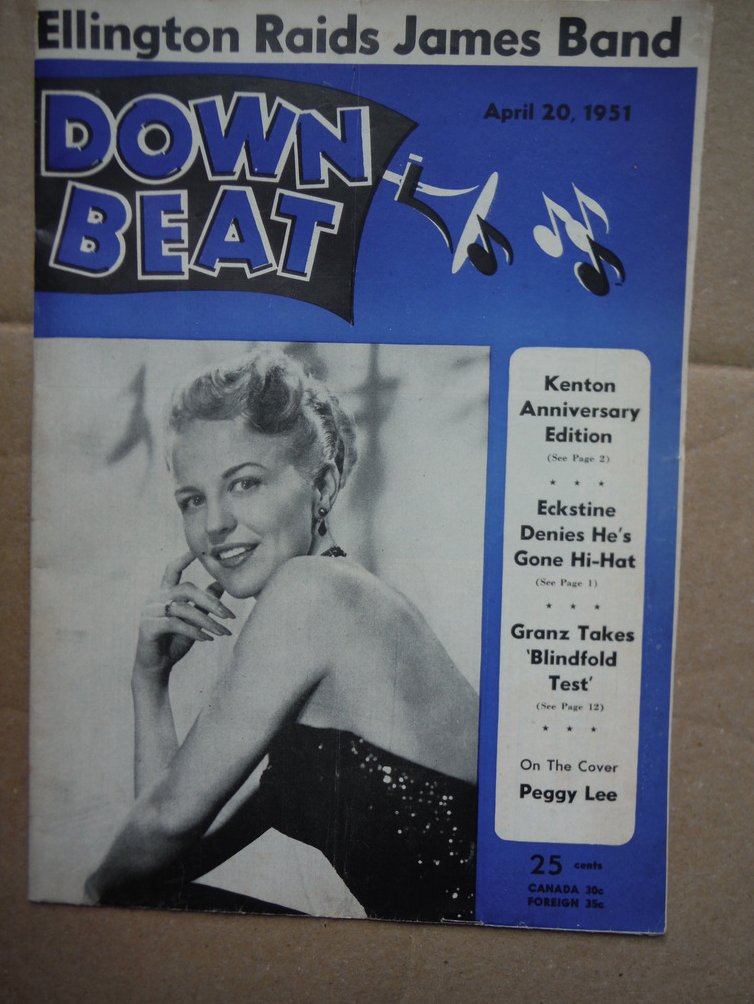 Ellington Raids James Band
DOWN
BEAT
April 20, 1951
Kenton
Anniversary
Edition
(See Page 2)
* * *
Eckstine
Denies He's
Gone Hi-Hat
(See Page 1)
* * *
Granz Takes
'Blindfold
Test'
(See Page 12)
* * *
On The Cover
Peggy Lee
25 cents
CANADA 30c
FOREIGN 35c